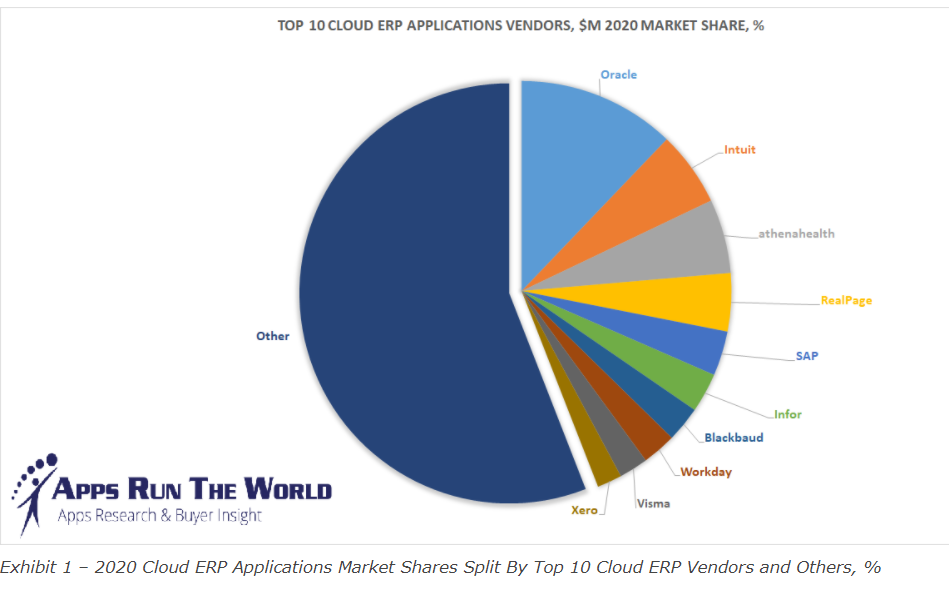 TOP 10 CLOUD ERP APPLICATIONS VENDORS, $M 2020 MARKET SHARE, %
Oracle
Intuit
athenahealth
RealPage
Other
SAP
Infor
Blackbaud
Workday
Visma
Xero
APPS RUN THE WORLD
Apps Research & Buyer Insight
Exhibit 1 – 2020 Cloud ERP Applications Market Shares Split By Top 10 Cloud ERP Vendors and Others, %